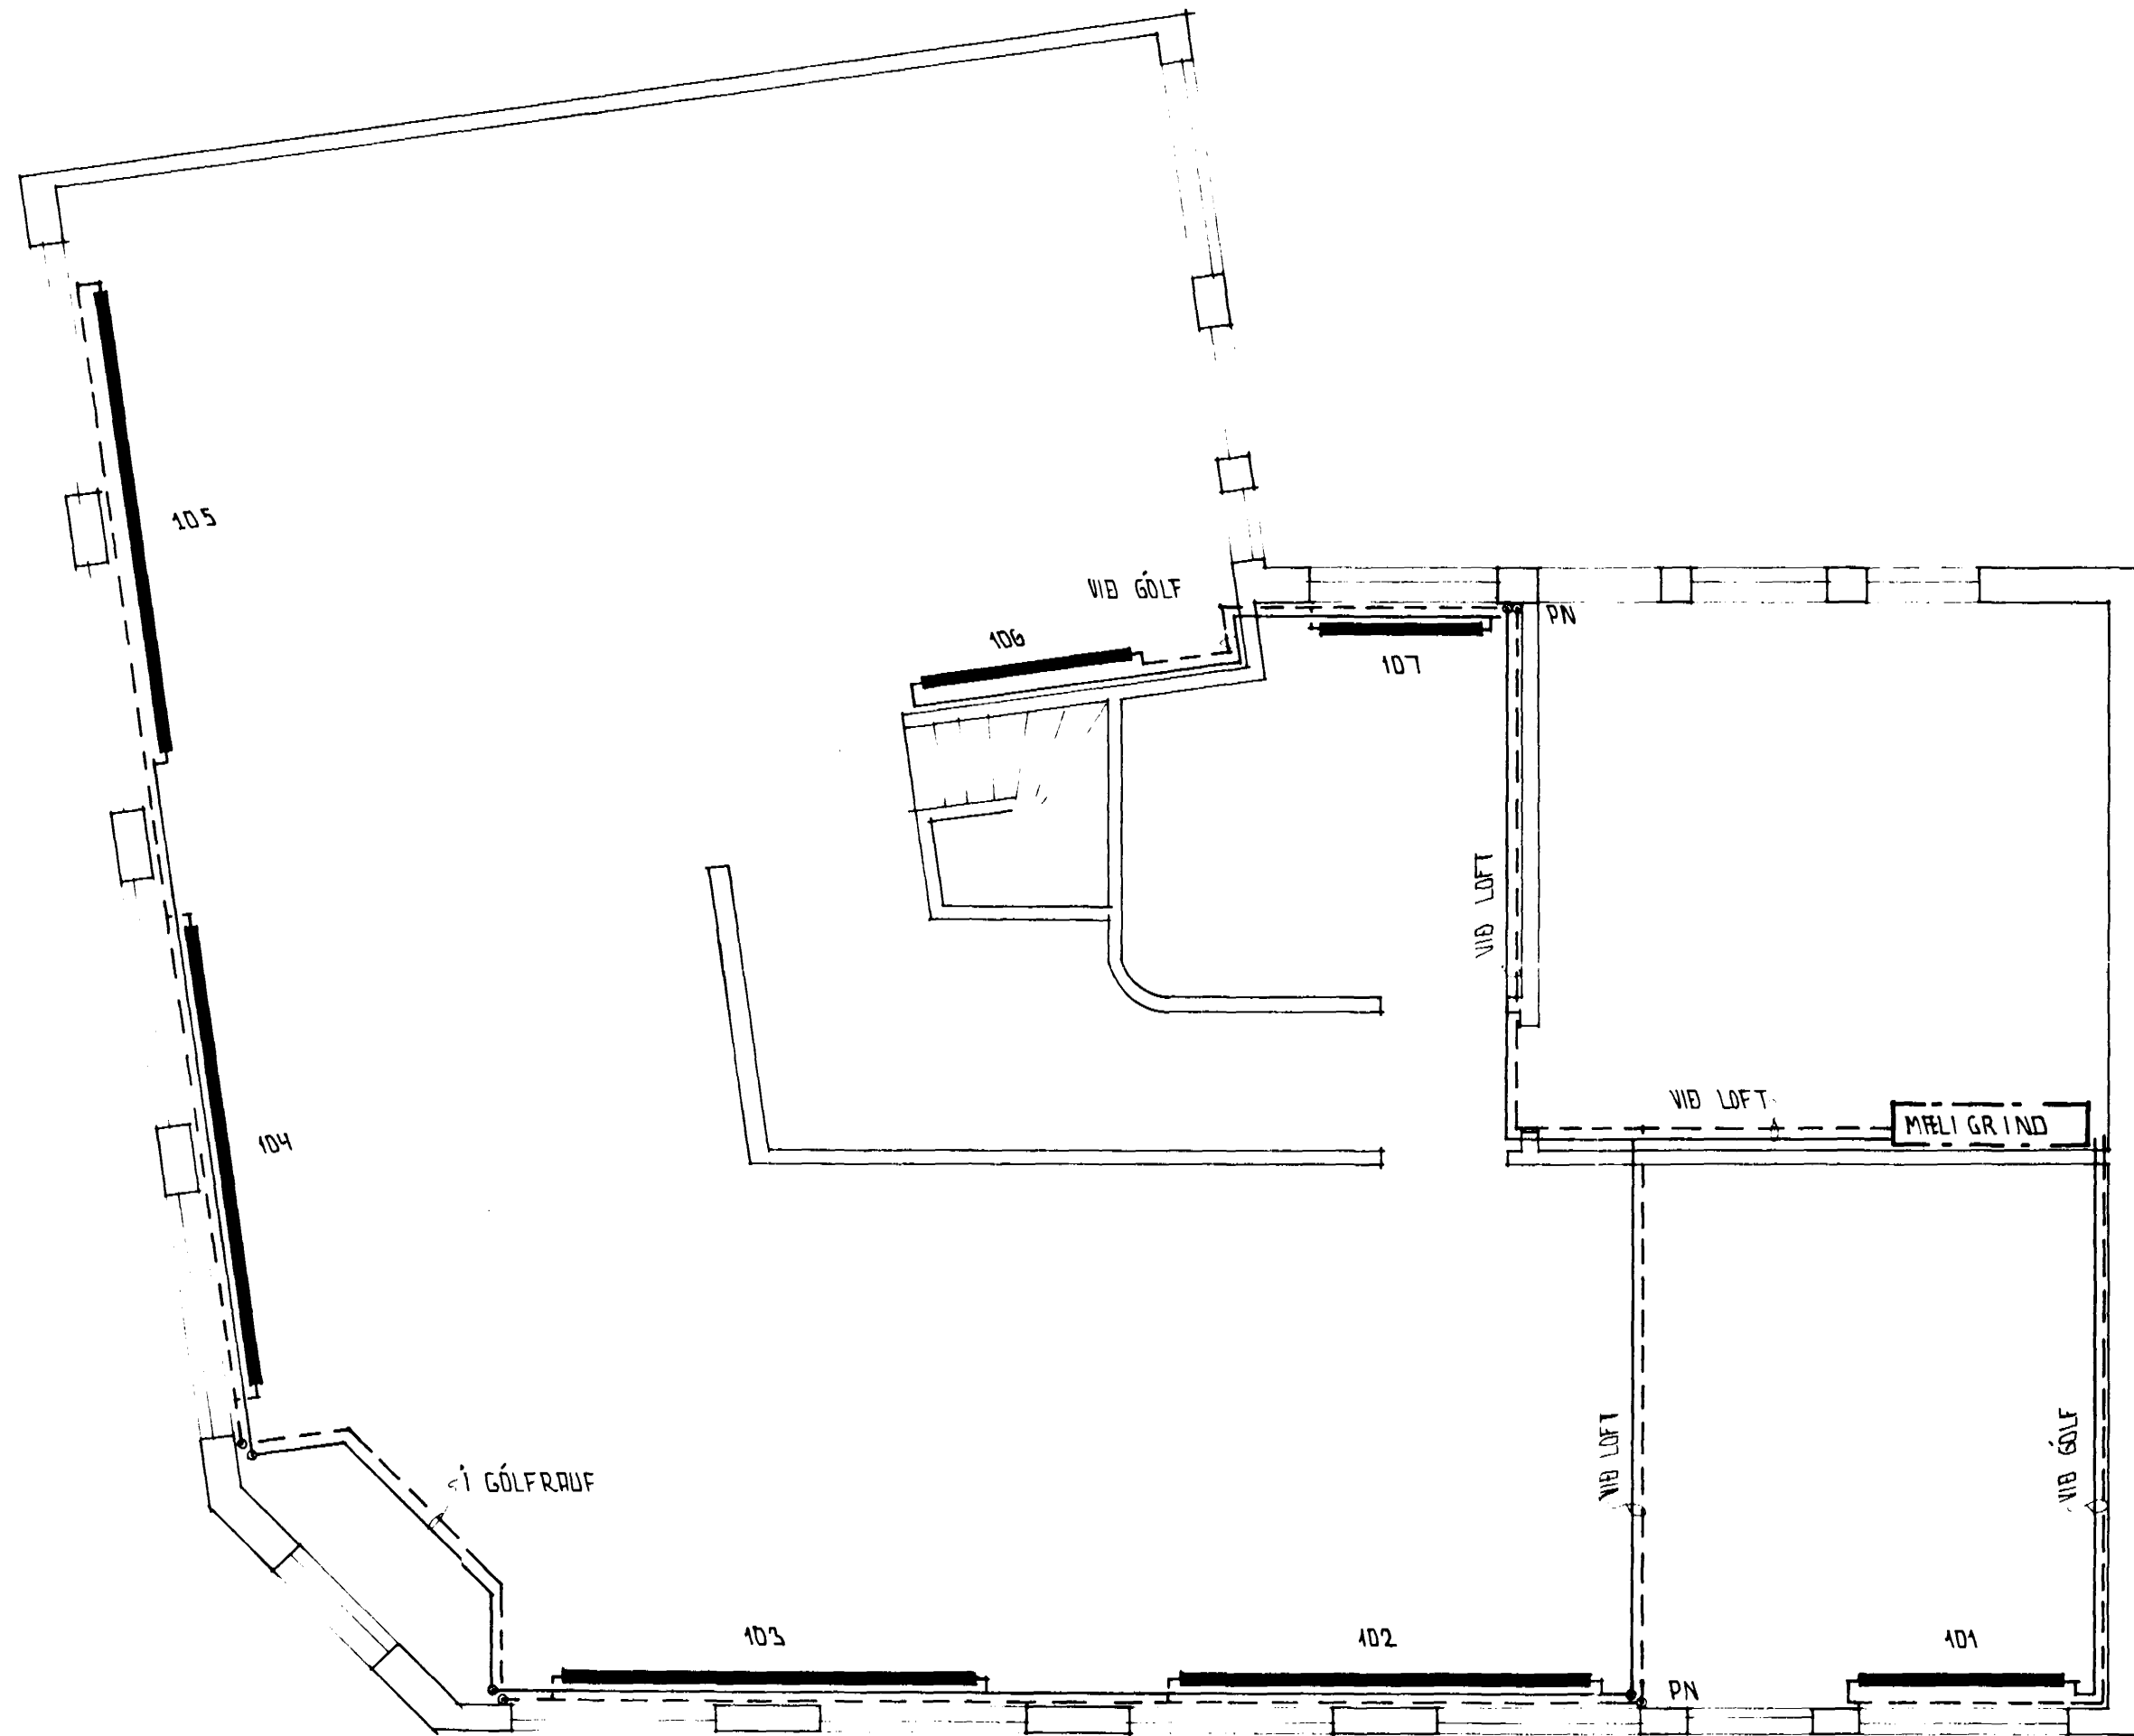 105
VIÐ GÓLF
106
107
PN
VIÐ LOFT
VIÐ LOFT
MÆLIGRIND
104
Í GÓLFRAUF
VIÐ LOFT
VIÐ GÓLF
103
102
PN
101